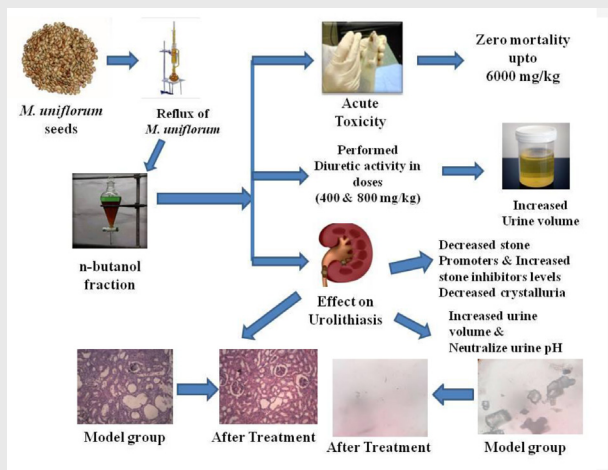 M. uniflorum
seeds
Reflux of
M. uniflorum
n-butanol
fraction
Acute
Toxicity
Zero mortality
upto
6000 mg/kg
Performed
Diuretic activity in
doses
(400 & 800 mg/kg)
Increased
Urine volume
Effect on
Urolithiasis
Decreased stone
Promoters & Increased
stone inhibitors levels
Decreased crystalluria
Increased urine
volume &
Neutralize urine pH
Model group
After Treatment
After Treatment
Model group